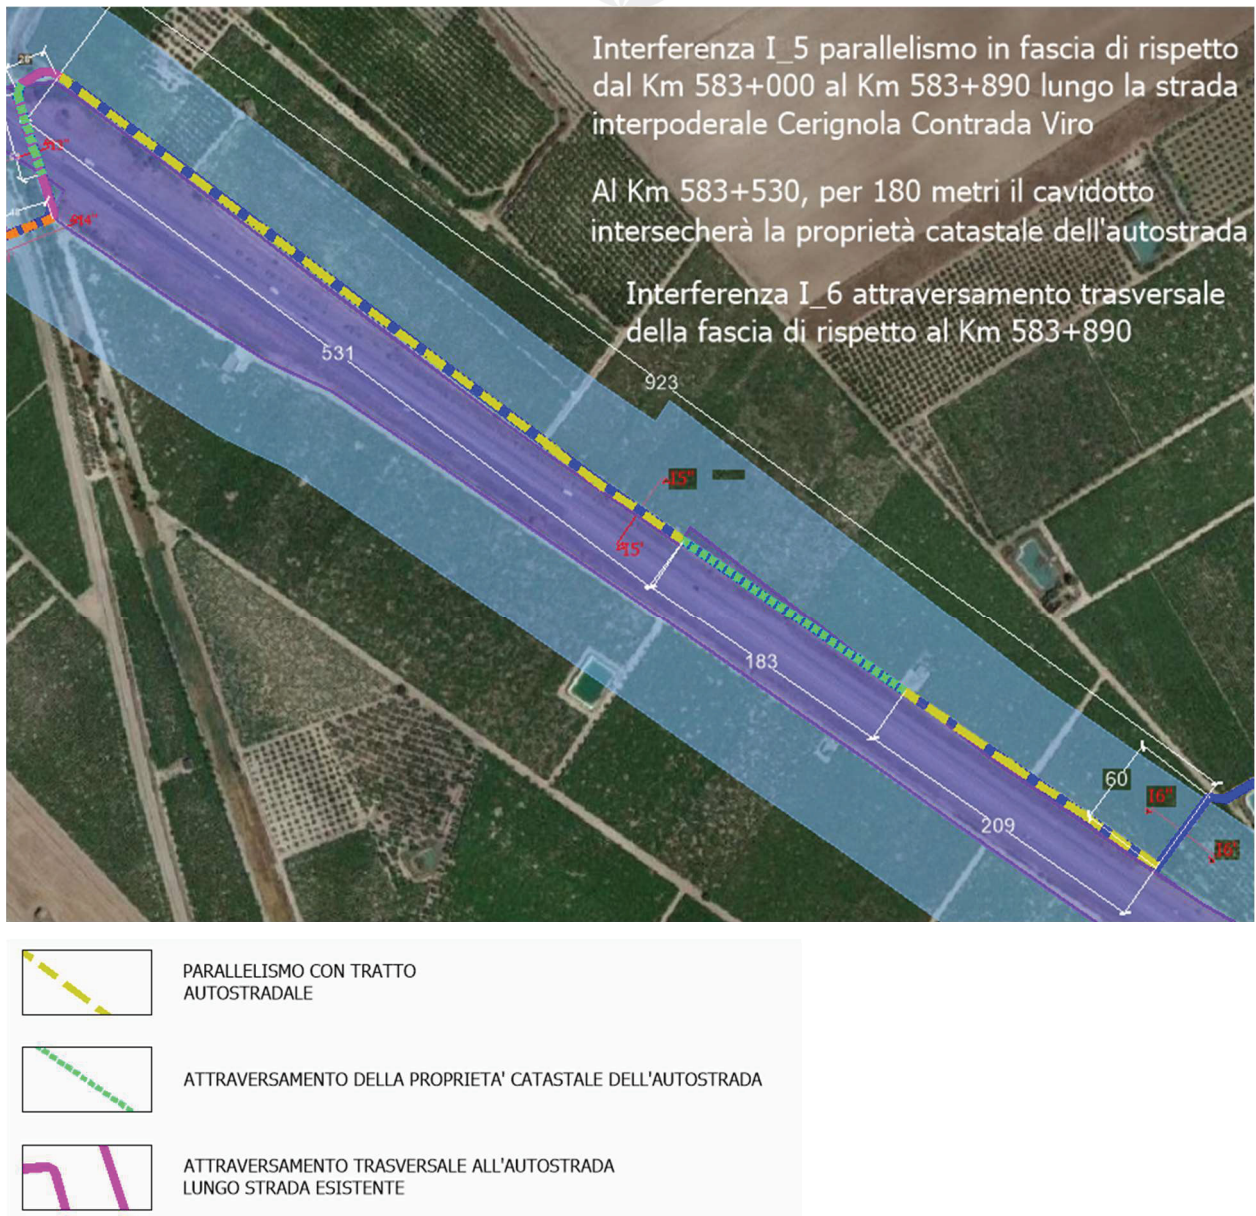 Interferenza I_5 parallelismo in fascia di rispetto
dal Km 583+000 al Km 583+890 lungo la strada
interpoderale Cerignola Contrada Viro
Al Km 583+530, per 180 metri il cavidotto
intersecherà la proprietà catastale dell'autostrada
Interferenza I_6 attraversamento trasversale
della fascia di rispetto al Km 583+890
531
923
I5"
I5'
183
60
I6"
209
PARALLELISMO CON TRATTO
AUTOSTRADALE
ATTRAVERSAMENTO DELLA PROPRIETA' CATASTALE DELL'AUTOSTRADA
ATTRAVERSAMENTO TRASVERSALE ALL'AUTOSTRADA
LUNGO STRADA ESISTENTE